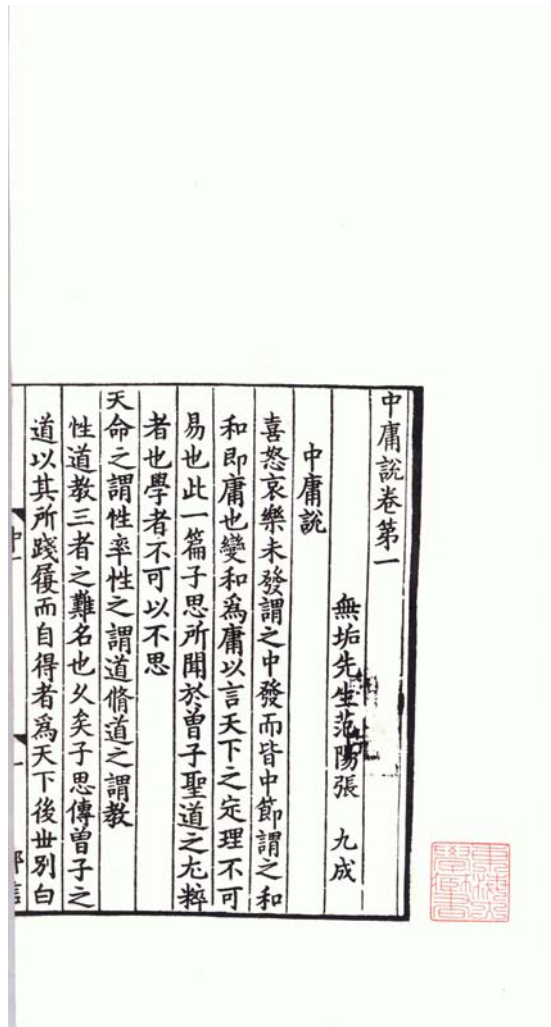 中庸說卷第一
無垢先生范陽張 九成
中庸說
喜怒哀樂未發謂之中發而皆中節謂之和
和即庸也變和爲庸以言天下之定理不可
易也此一篇子思所聞於曾子聖道之尤粹
者也學者不可以不思
天命之謂性率性之謂道脩道之謂教
性道教三者之難名也乆矣子思傳曾子之
道以其所踐履而自得者爲天下後丗別白